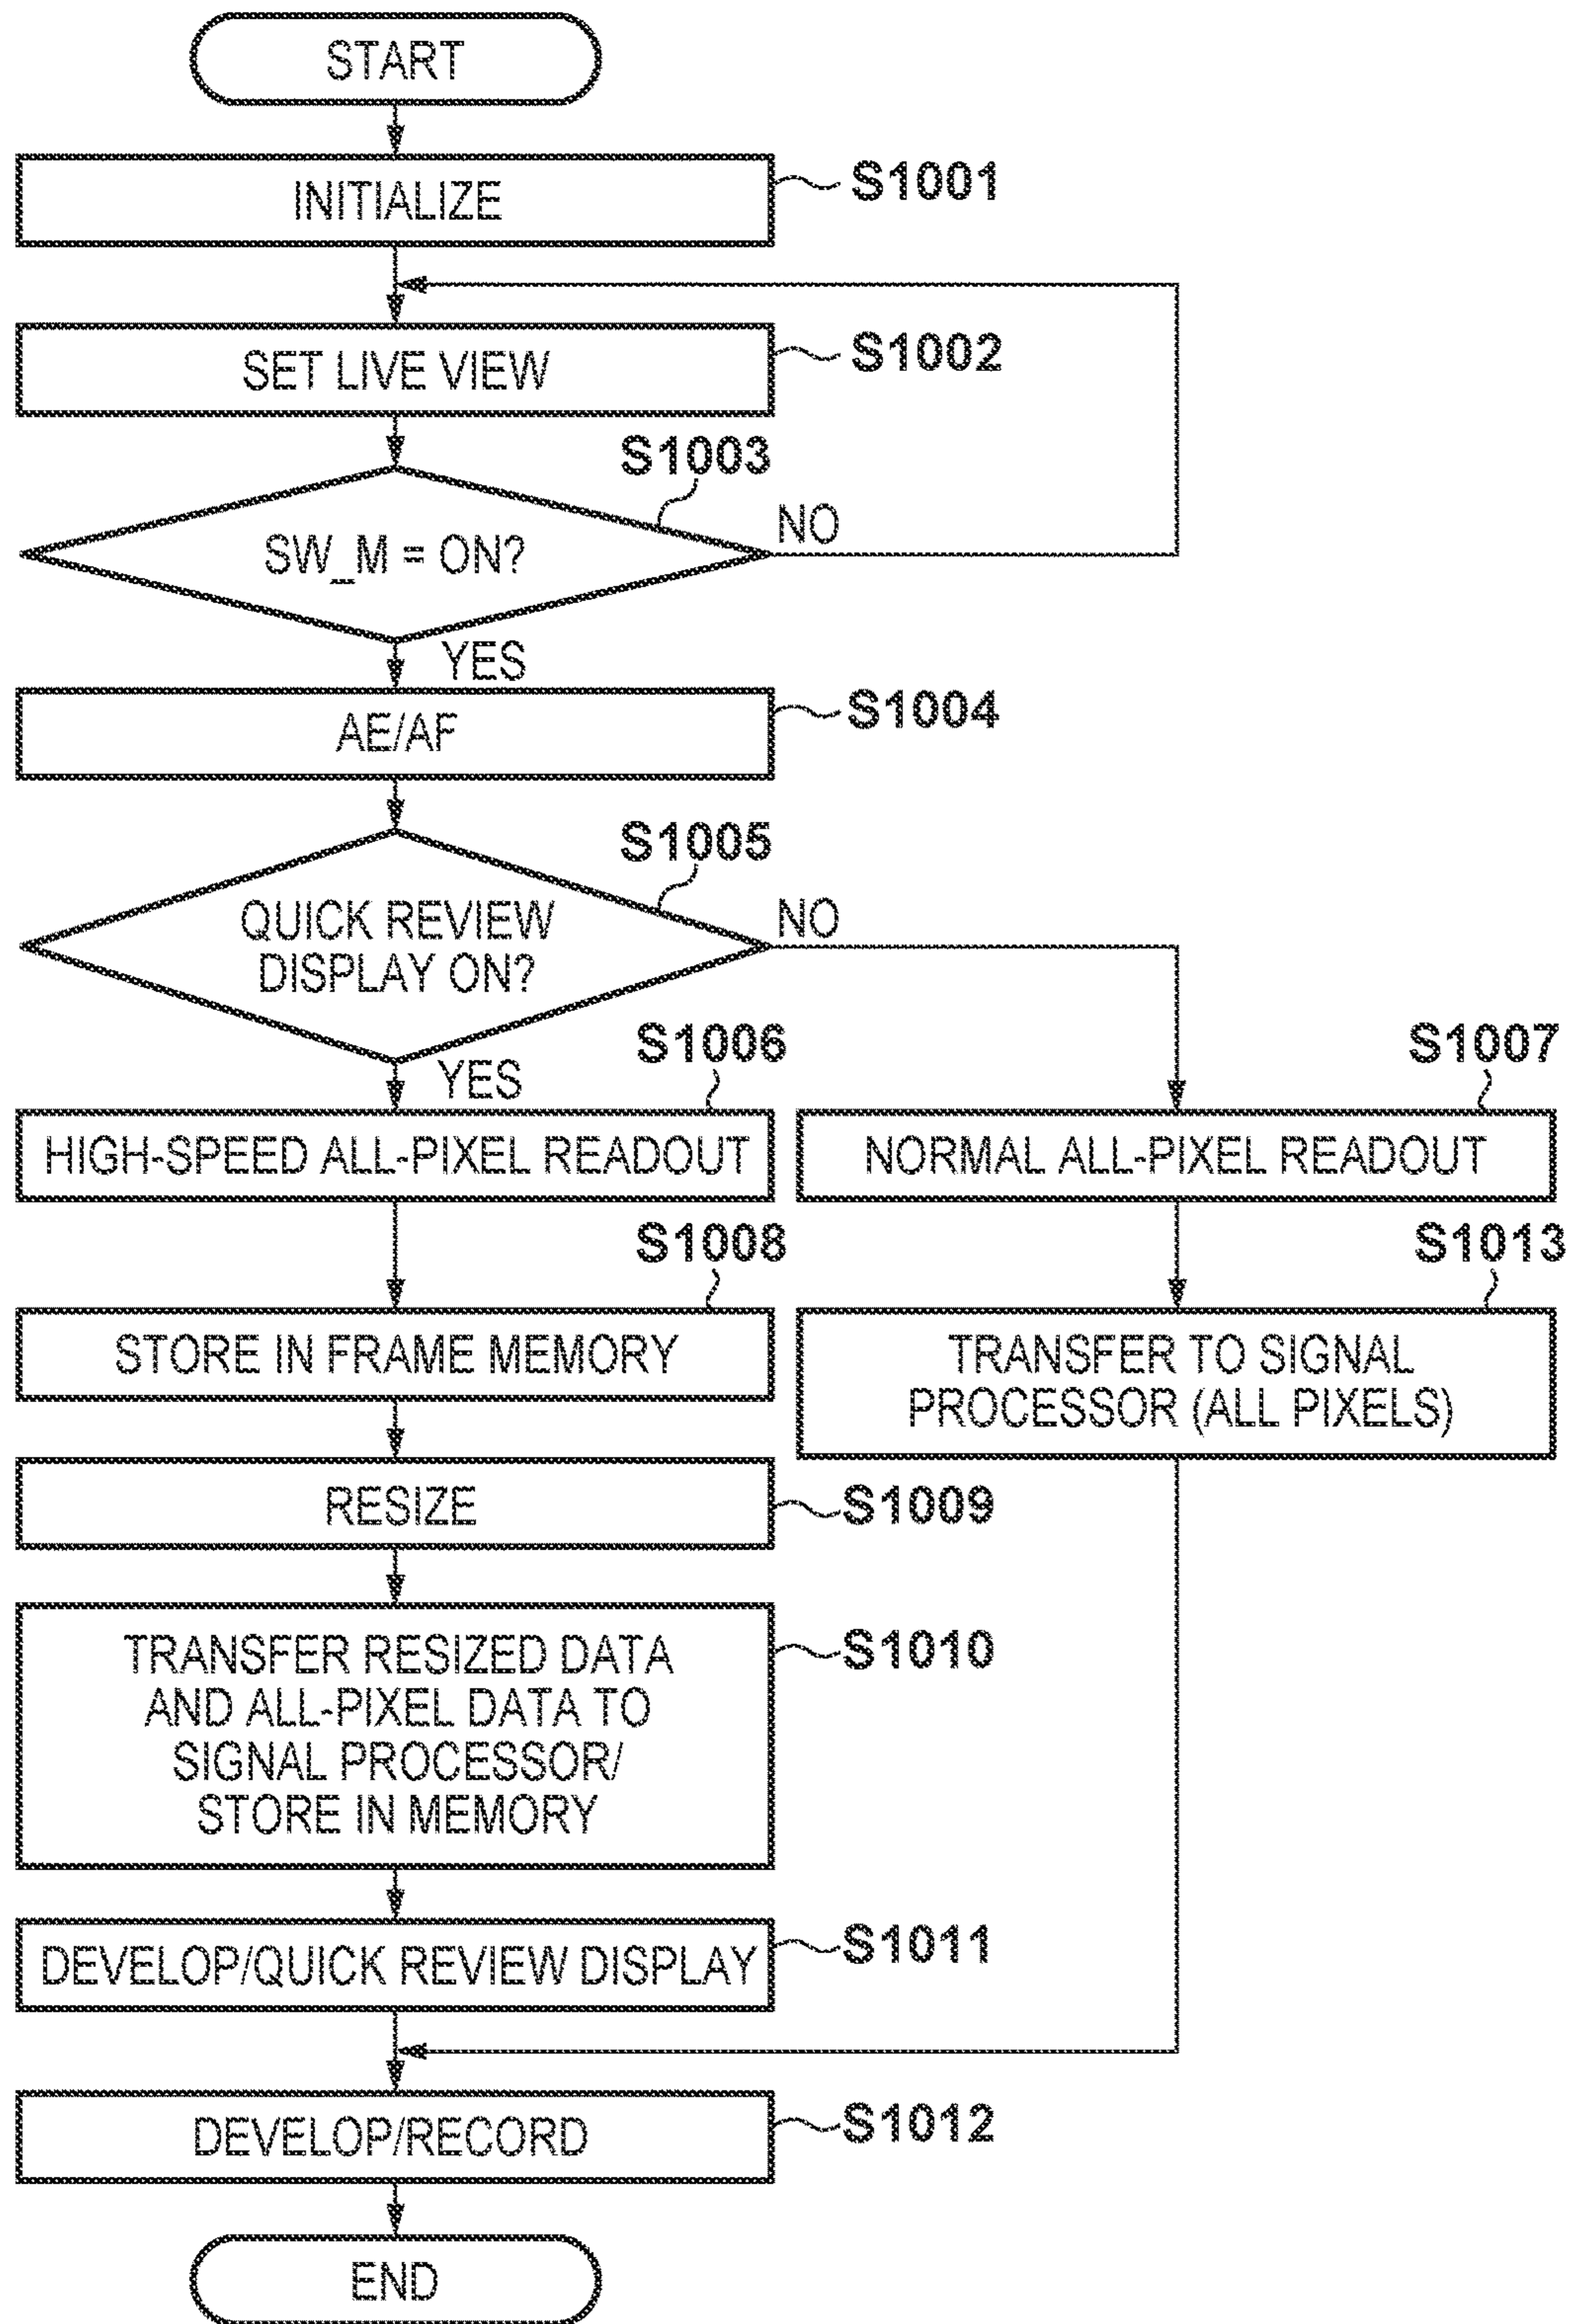 START
INITIALIZE
S1001
SET LIVE VIEW
S1002
S1003
SW_M = ON?
NO
YES
AE/AF
S1004
S1005
QUICK REVIEW
DISPLAY ON?
NO
YES
S1006
S1007
HIGH-SPEED ALL-PIXEL READOUT
NORMAL ALL-PIXEL READOUT
S1008
S1013
STORE IN FRAME MEMORY
TRANSFER TO SIGNAL
PROCESSOR (ALL PIXELS)
RESIZE
S1009
TRANSFER RESIZED DATA
AND ALL-PIXEL DATA TO
SIGNAL PROCESSOR/
STORE IN MEMORY
S1010
DEVELOP/QUICK REVIEW DISPLAY
S1011
DEVELOP/RECORD
S1012
END